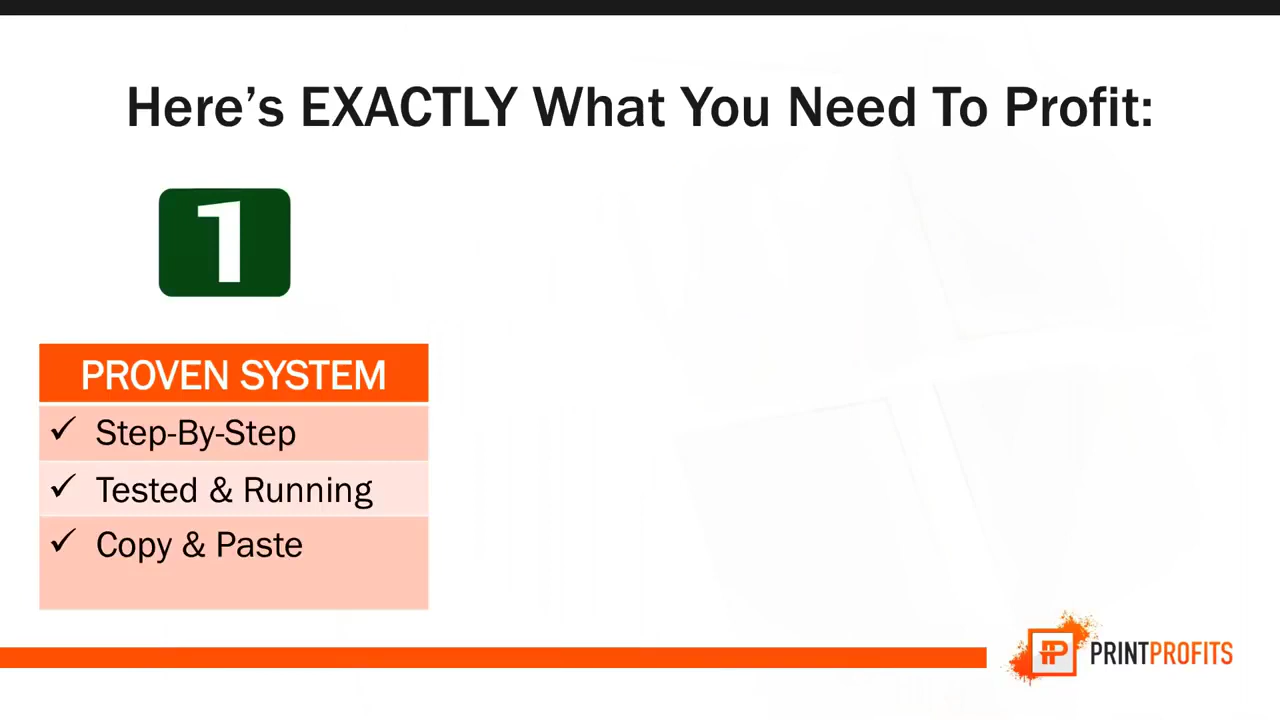 Here’s EXACTLY What You Need To Profit:
1
PROVEN SYSTEM
✓ Step-By-Step
✓ Tested & Running
✓ Copy & Paste
PRINTPROFITS